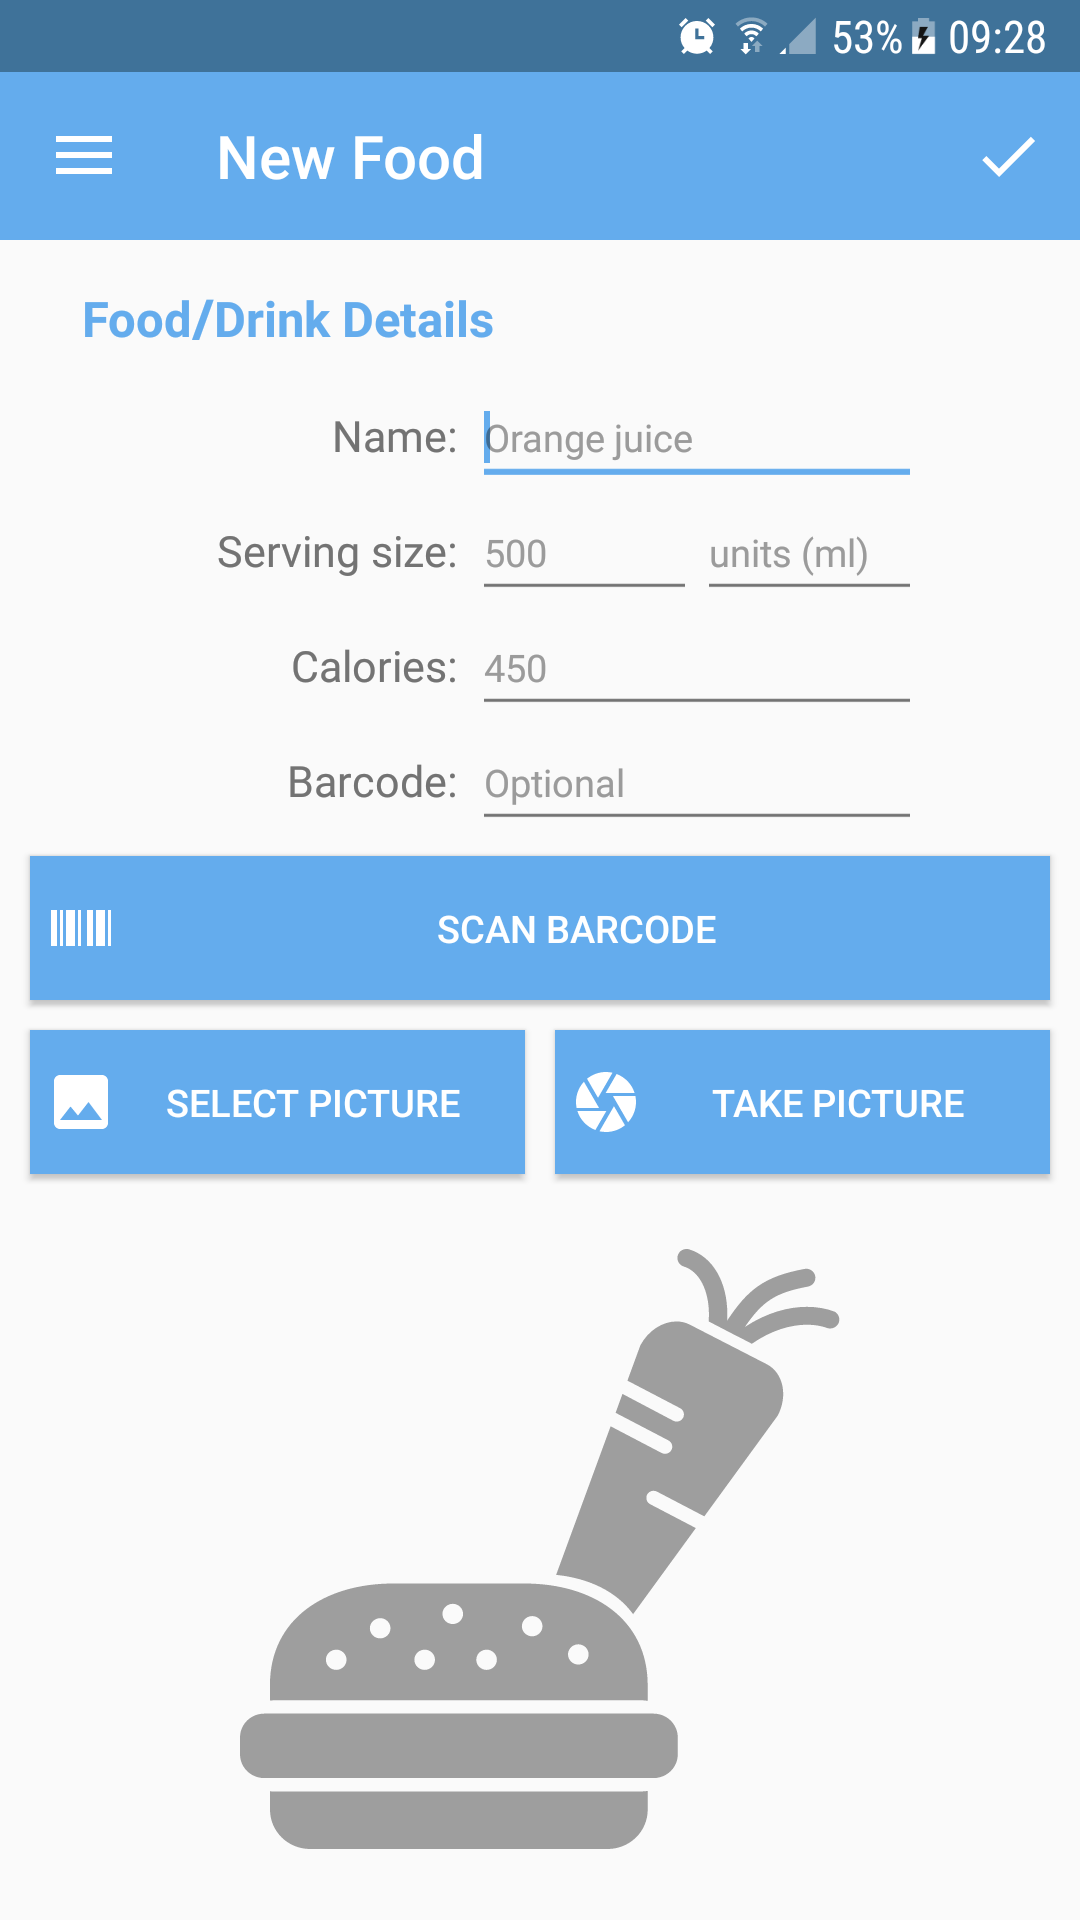 53% 09:28
New Food
Food/Drink Details
Name: Orange juice
Serving size: 500 units (ml)
Calories: 450
Barcode: Optional
SCAN BARCODE
SELECT PICTURE TAKE PICTURE